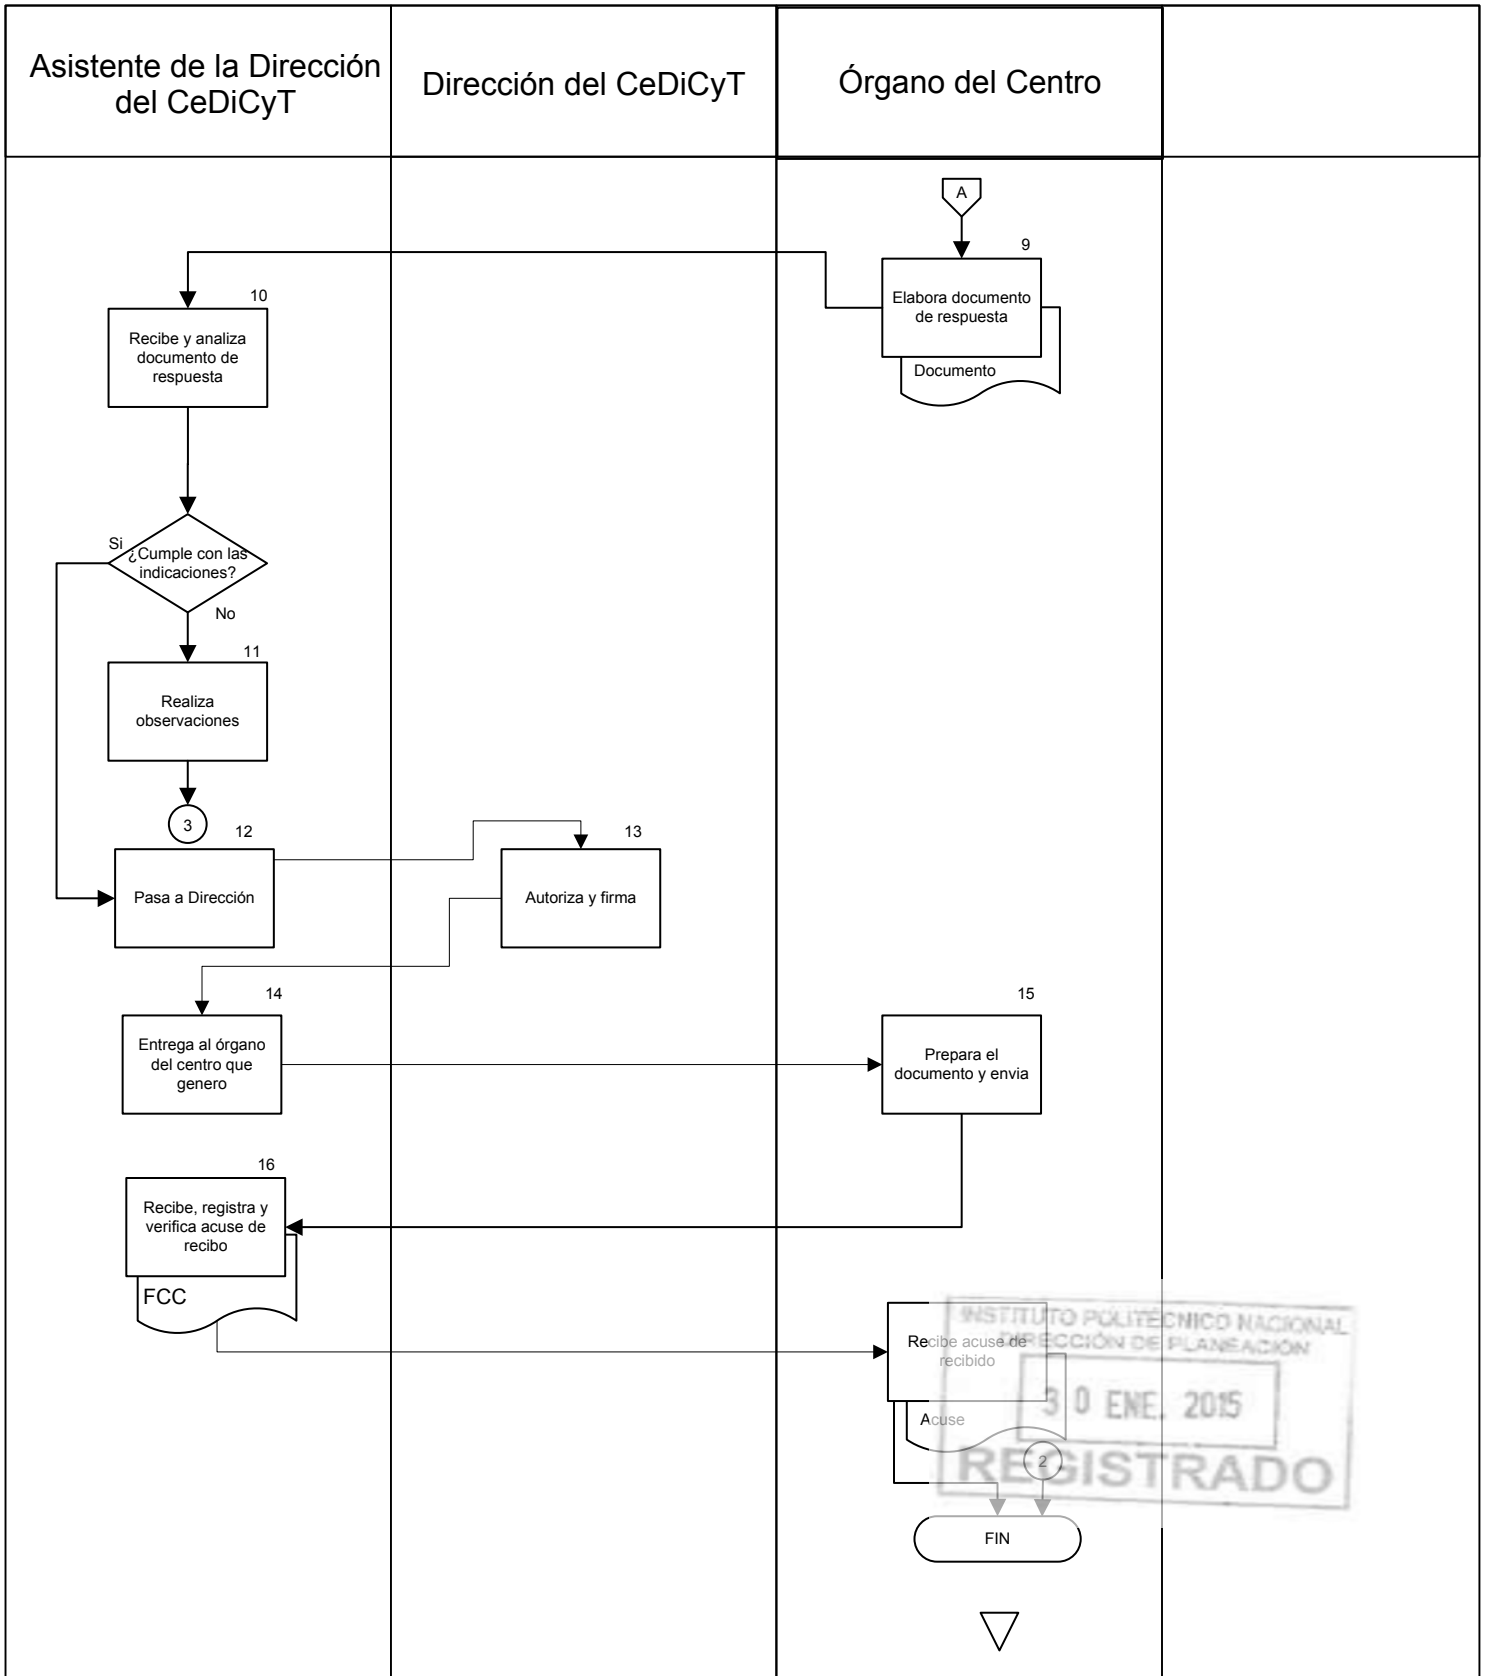 Asistente de la Dirección
del CeDiCyT
Dirección del CeDiCyT
Órgano del Centro
A
9
Elabora documento
de respuesta
Documento
10
Recibe y analiza
documento de
respuesta
Si
¿Cumple con las
indicaciones?
No
11
Realiza
observaciones
3
12
Pasa a Dirección
13
Autoriza y firma
14
Entrega al órgano
del centro que
genero
15
Prepara el
documento y envia
16
Recibe, registra y
verifica acuse de
recibo
FCC
Recibe acuse de
recibido
Acuse
2
INSTITUTO POLITÉCNICO NACIONAL
DIRECCIÓN DE PLANEACIÓN
30 ENE. 2015
REGISTRADO
FIN